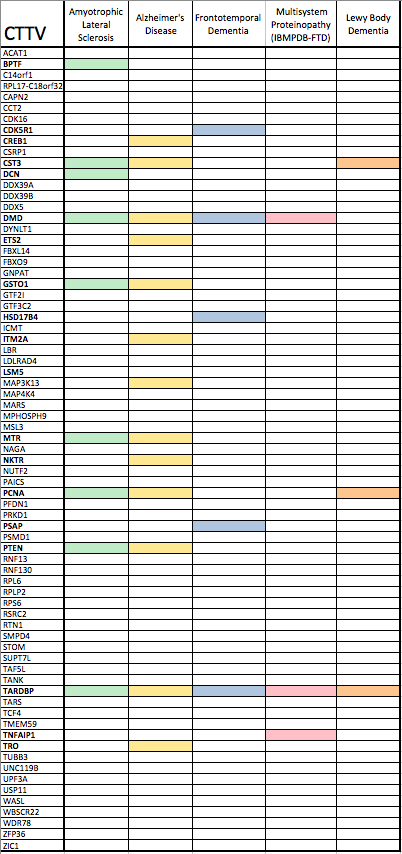 CTTV
Amyotrophic
Lateral
Sclerosis
Alzheimer's
Disease
Frontotemporal
Dementia
Multisystem
Proteinopathy
(IBMPDB-FTD)
Lewy Body
Dementia
ACAT1
BPTF
C14orf1
RPL17-C18orf32
CAPN2
CCT2
CDK16
CDK5R1
CREB1
CSRP1
CST3
DCN
DDX39A
DDX39B
DDX5
DMD
DYNLT1
ETS2
FBXL14
FBXO9
GNPAT
GSTO1
GTF2I
GTF3C2
HSD17B4
ICMT
ITM2A
LBR
LDLRAD4
LSM5
MAP3K13
MAP4K4
MARS
MPHOSPH9
MSL3
MTR
NAGA
NKTR
NUTF2
PAICS
PCNA
PFDN1
PRKD1
PSAP
PSMD1
PTEN
RNF13
RNF130
RPL6
RPLP2
RPS6
RSRC2
RTN1
SMPD4
STOM
SUPT7L
TAF5L
TANK
TARDBP
TARS
TCF4
TMEM59
TNFAIP1
TRO
TUBB3
UNC119B
UPF3A
USP11
WASL
WBSCR22
WDR78
ZFP36
ZIC1